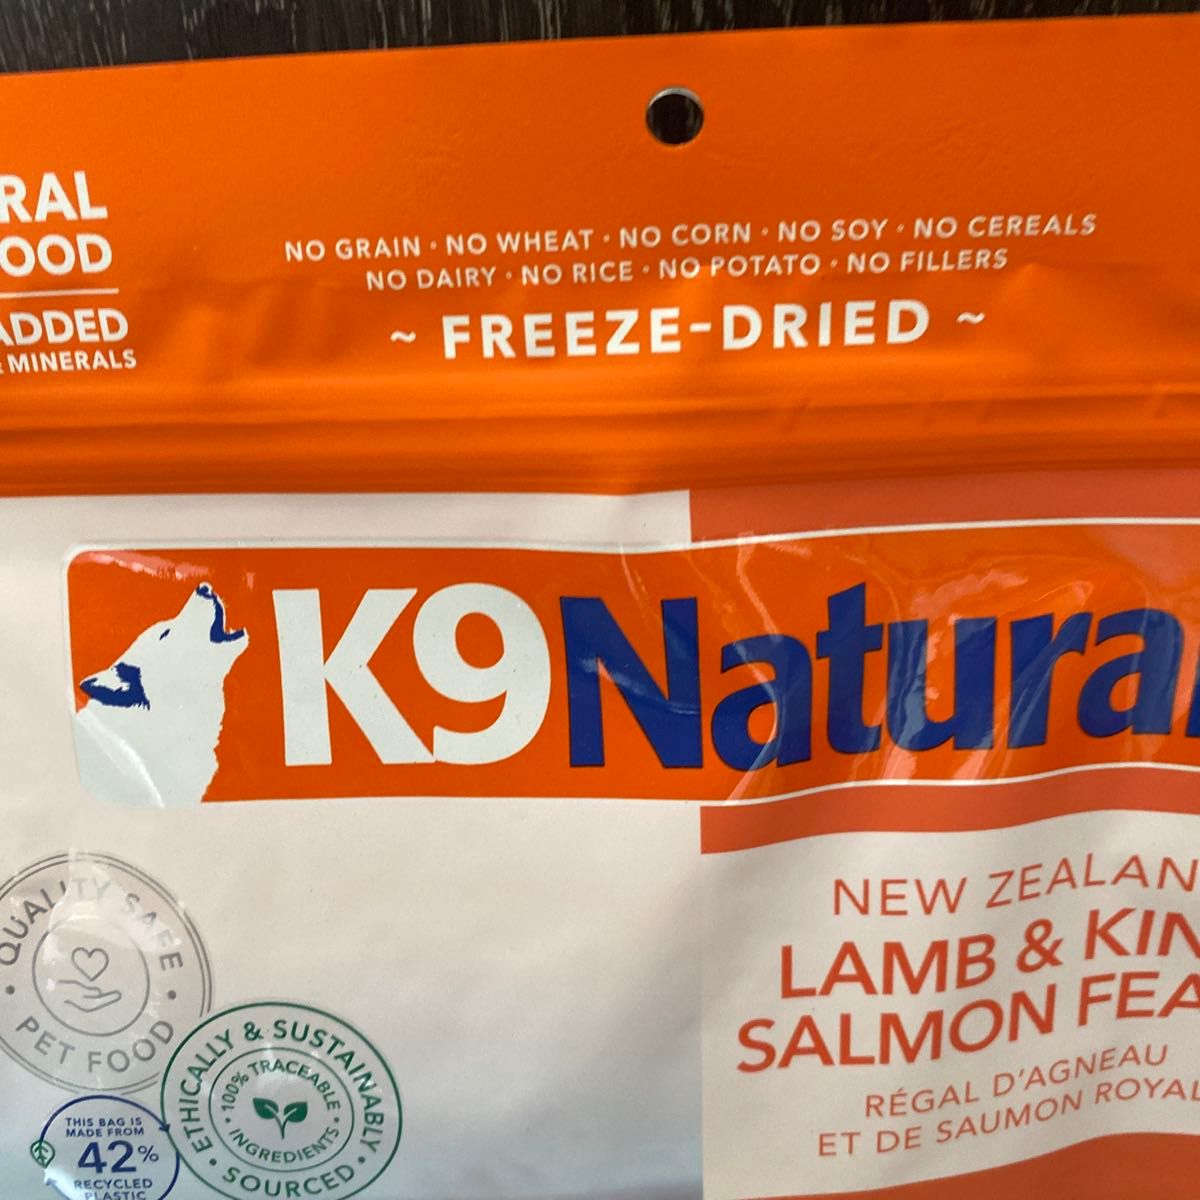 RAL
OOD
ADDED
& MINERALS
NO GRAIN · NO WHEAT · NO CORN · NO SOY · NO CEREALS
NO DAIRY · NO RICE · NO POTATO · NO FILLERS
~ FREEZE-DRIED ~
K9Natural
NEW ZEALAN
LAMB & KIN
SALMON FEA
RÉGAL D'AGNEAU
ET DE SAUMON ROYAL
QUALITY SAFE
PET FOOD
ETHICALLY & SUSTAINABLY
SOURCED
100% TRACEABLE
INGREDIENTS
THIS BAG IS
MADE FROM
42%
RECYCLED
PLASTIC